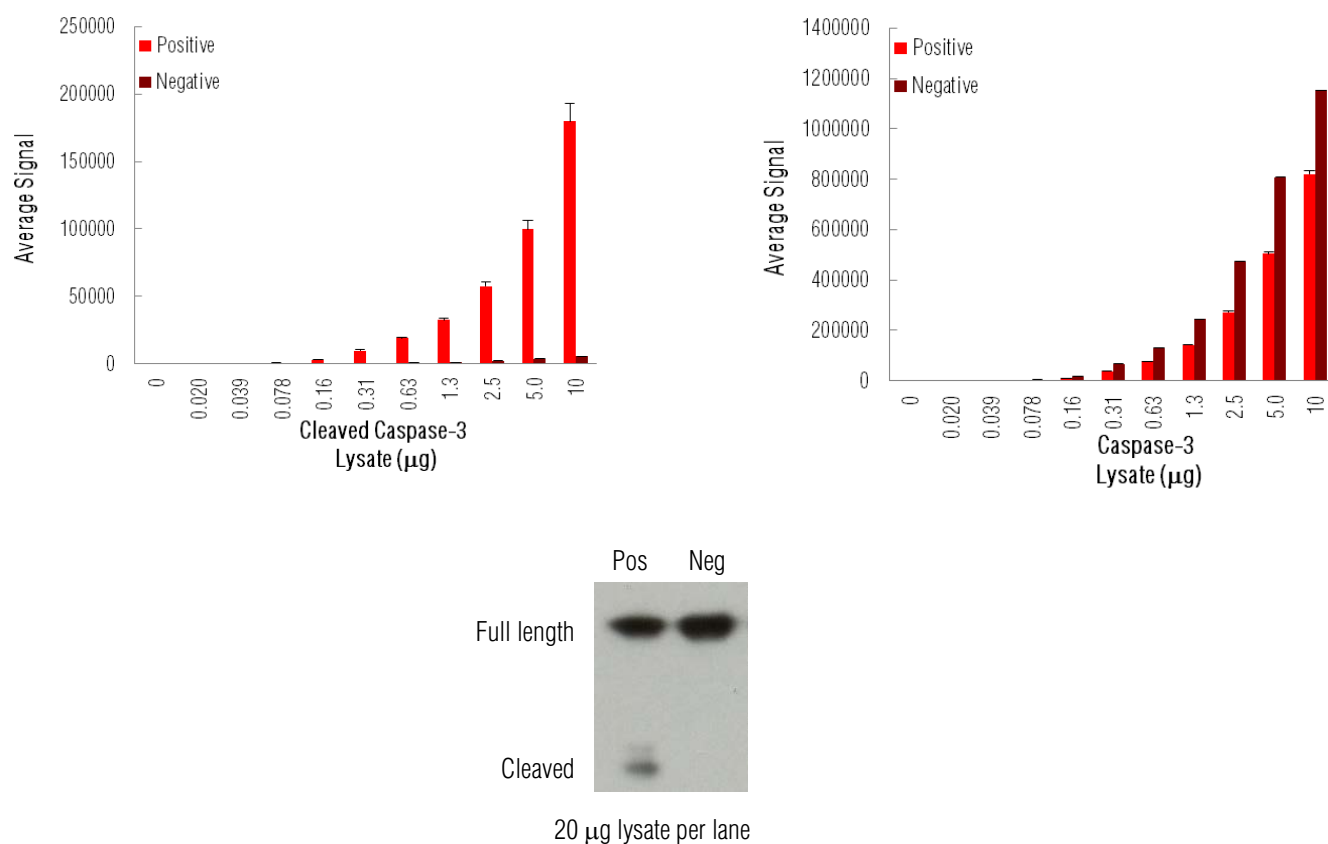 250000
200000
150000
100000
50000
0
Average Signal
Positive
Negative
0
0.020
0.039
0.078
0.16
0.31
0.63
1.3
2.5
5.0
10
Cleaved Caspase-3
Lysate (μg)
1400000
1200000
1000000
800000
600000
400000
200000
0
Average Signal
Positive
Negative
0
0.020
0.039
0.078
0.16
0.31
0.63
1.3
2.5
5.0
10
Caspase-3
Lysate (μg)
Pos Neg
Full length
Cleaved
20 μg lysate per lane